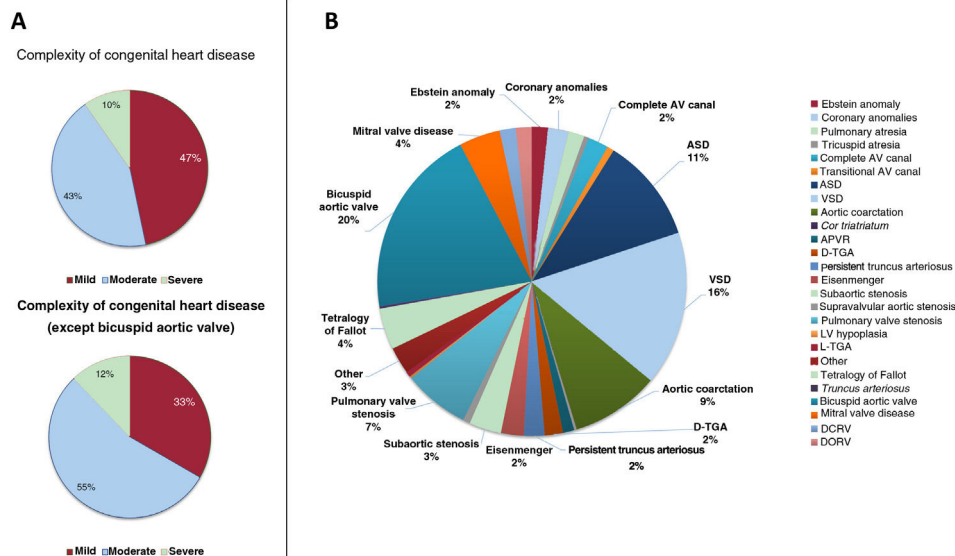 A
Complexity of congenital heart disease
10%
47%
43%
Mild Moderate Severe
Complexity of congenital heart disease
(except bicuspid aortic valve)
12%
33%
55%
Mild Moderate Severe
B
Ebstein anomaly
2%
Coronary anomalies
2%
Complete AV canal
2%
Mitral valve disease
4%
ASD
11%
Bicuspid
aortic valve
20%
VSD
16%
Tetralogy
of Fallot
4%
Other
3%
Aortic coarctation
9%
Pulmonary valve
stenosis
7%
D-TGA
2%
Subaortic stenosis
3%
Eisenmenger
2%
Persistent truncus arteriosus
2%
Ebstein anomaly
Coronary anomalies
Pulmonary atresia
Tricuspid atresia
Complete AV canal
Transitional AV canal
ASD
VSD
Aortic coarctation
Cor triatriatum
APVR
D-TGA
persistent truncus arteriosus
Eisenmenger
Subaortic stenosis
Supravalvular aortic stenosis
Pulmonary valve stenosis
LV hypoplasia
L-TGA
Other
Tetralogy of Fallot
Truncus arteriosus
Bicuspid aortic valve
Mitral valve disease
DCRV
DORV